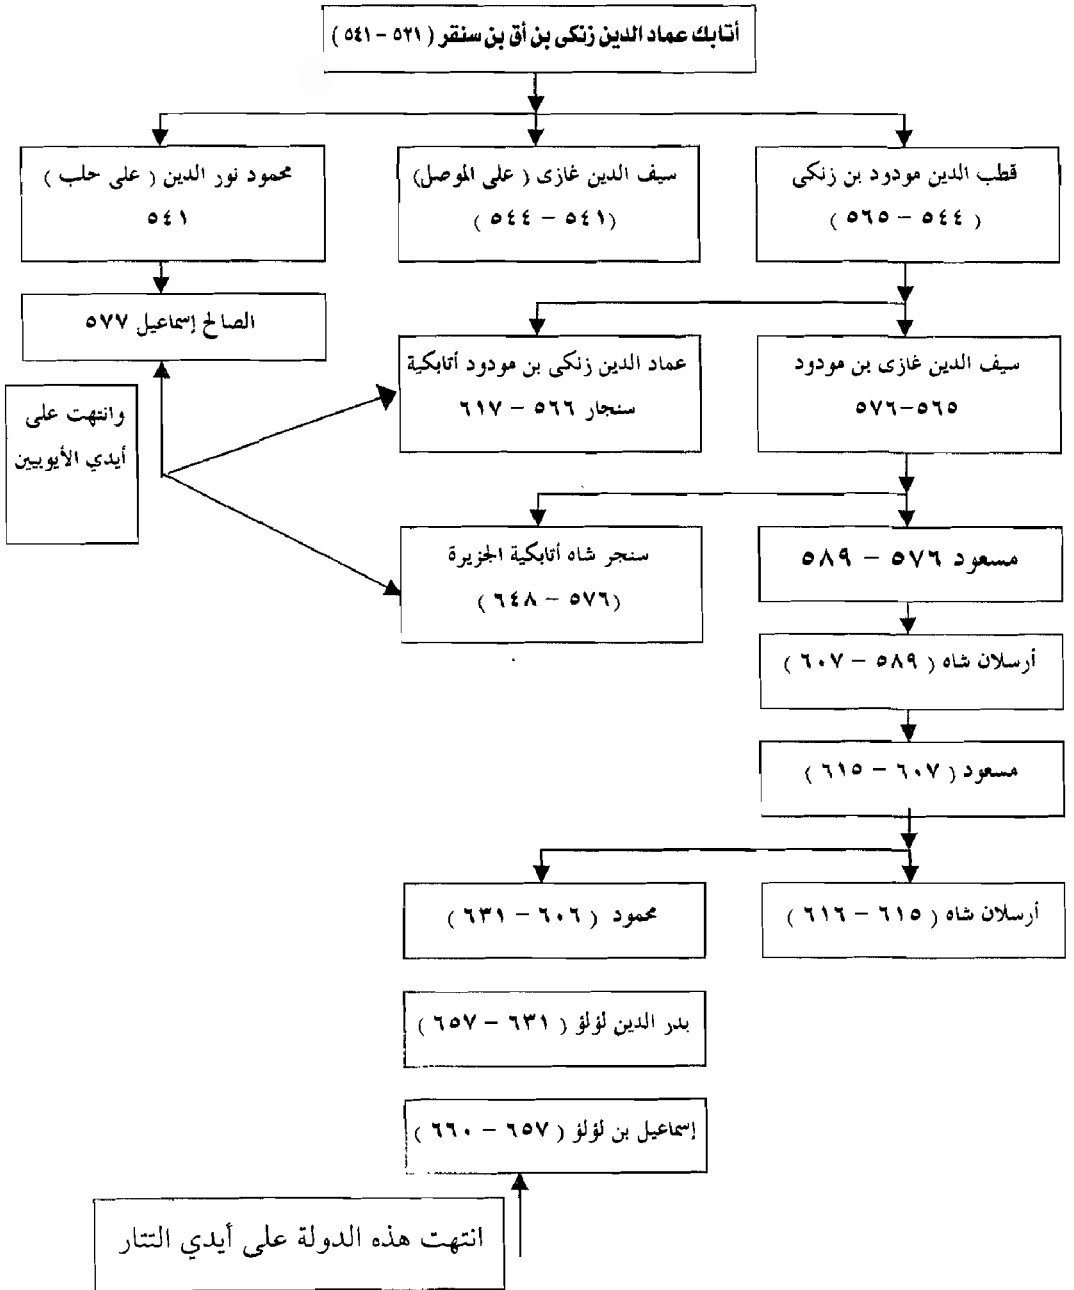 أتابك عماد الدين زنكى بن أق بن سنقر ( ٥٢١ – ٥٤١ )
قطب الدين مودود بن زنكى
( ٥٤٤ – ٥٦٥ )
سيف الدين غازى ( على الموصل)
(٥٤١ – ٥٤٤ )
محمود نور الدين ( على حلب )
٥٤١
الصالح إسماعيل ٥٧٧
سيف الدين غازى بن مودود
٥٦٥–٥٧٦
عماد الدين زنكى بن مودود أتابكية
سنجار ٥٦٦ – ٦١٧
وانتهت على
أيدي الأيوبيين
مسعود ٥٧٦ – ٥٨٩
سنجر شاه أتابكية الجزيرة
(٥٧٦ – ٦٤٨ )
أرسلان شاه ( ٥٨٩ – ٦٠٧ )
مسعود ( ٦٠٧ – ٦١٥ )
أرسلان شاه ( ٦١٥ – ٦١٦ )
محمود ( ٦٠٦ – ٦٣١ )
بدر الدين لؤلؤ ( ٦٣١ – ٦٥٧ )
إسماعيل بن لؤلؤ ( ٦٥٧ – ٦٦٠ )
انتهت هذه الدولة على أيدي التتار